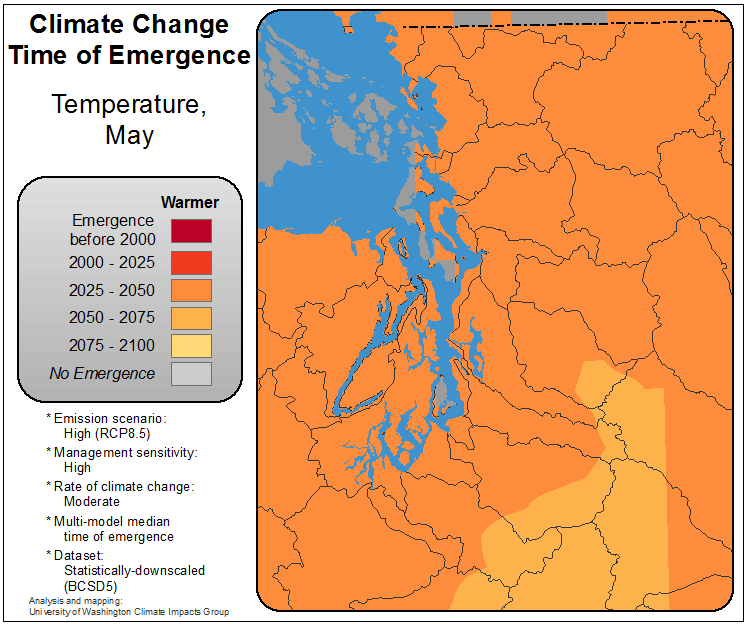 Climate Change
Time of Emergence
Temperature,
May
Warmer
Emergence
before 2000
2000 - 2025
2025 - 2050
2050 - 2075
2075 - 2100
No Emergence
* Emission scenario:
High (RCP8.5)
* Management sensitivity:
High
* Rate of climate change:
Moderate
* Multi-model median
time of emergence
* Dataset:
Statistically-downscaled
(BCSD5)
Analysis and mapping:
University of Washington Climate Impacts Group